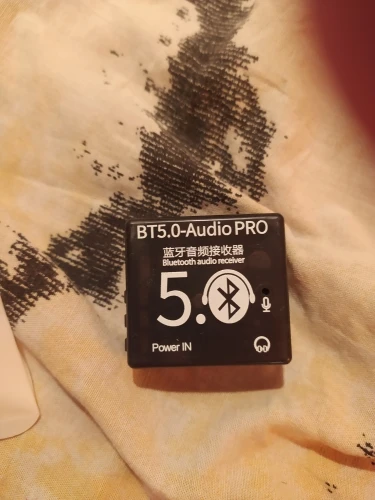 BT5.0-Audio PRO
蓝牙音频接收器
Bluetooth audio receiver
5.0
Power IN